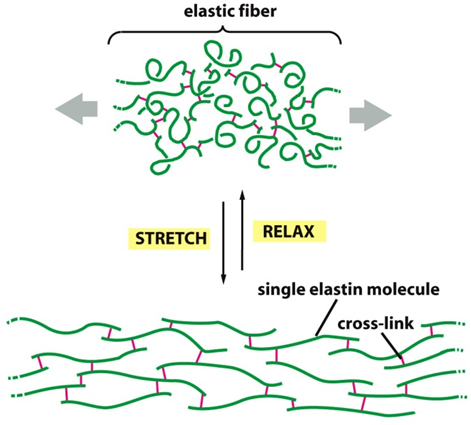 elastic fiber
STRETCH
RELAX
single elastin molecule
cross-link